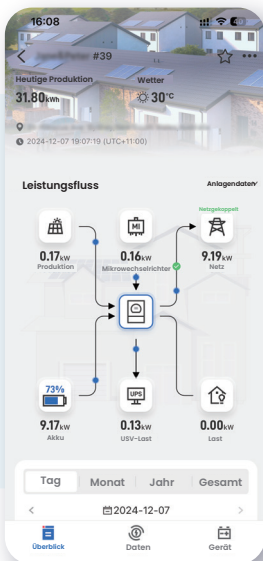 16:08
#39
Heutige Produktion
Wetter
31.80kWh
30°C
2024-12-07 19:07:19 (UTC+11:00)
Leistungsfluss
Anlagendaten
Netzgekoppelt
MI
0.17kW
0.16kW
9.19kW
Produktion
Mikrowechselrichter
Netz
73%
UPS
9.17kW
0.13kW
0.00kW
Akku
USV-Last
Last
Tag
Monat
Jahr
Gesamt
2024-12-07
Überblick
Daten
Gerät